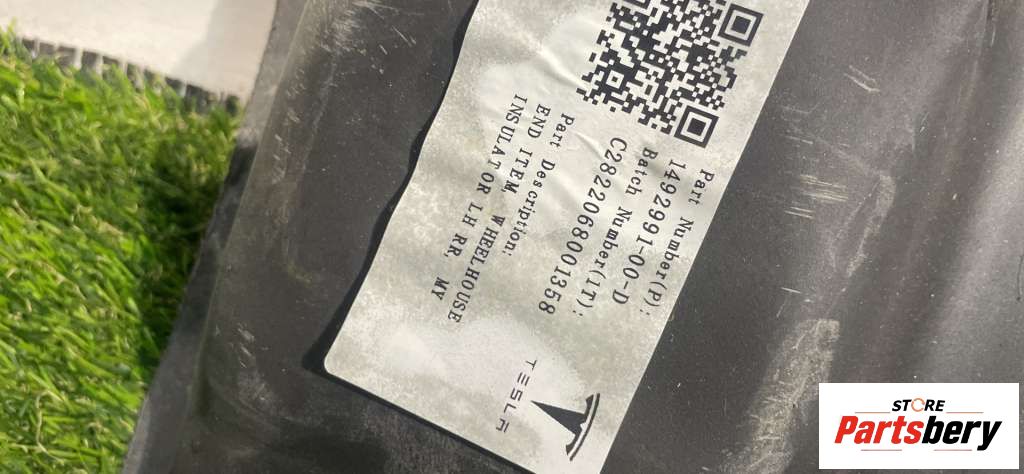 Part Number(P):
1492991-00-D
Batch Number(1T):
C28220680001358
Part Description:
END ITEM, WHEELHOUSE
INSULATOR LH RR, MY
TESLA
STORE
Partsbery